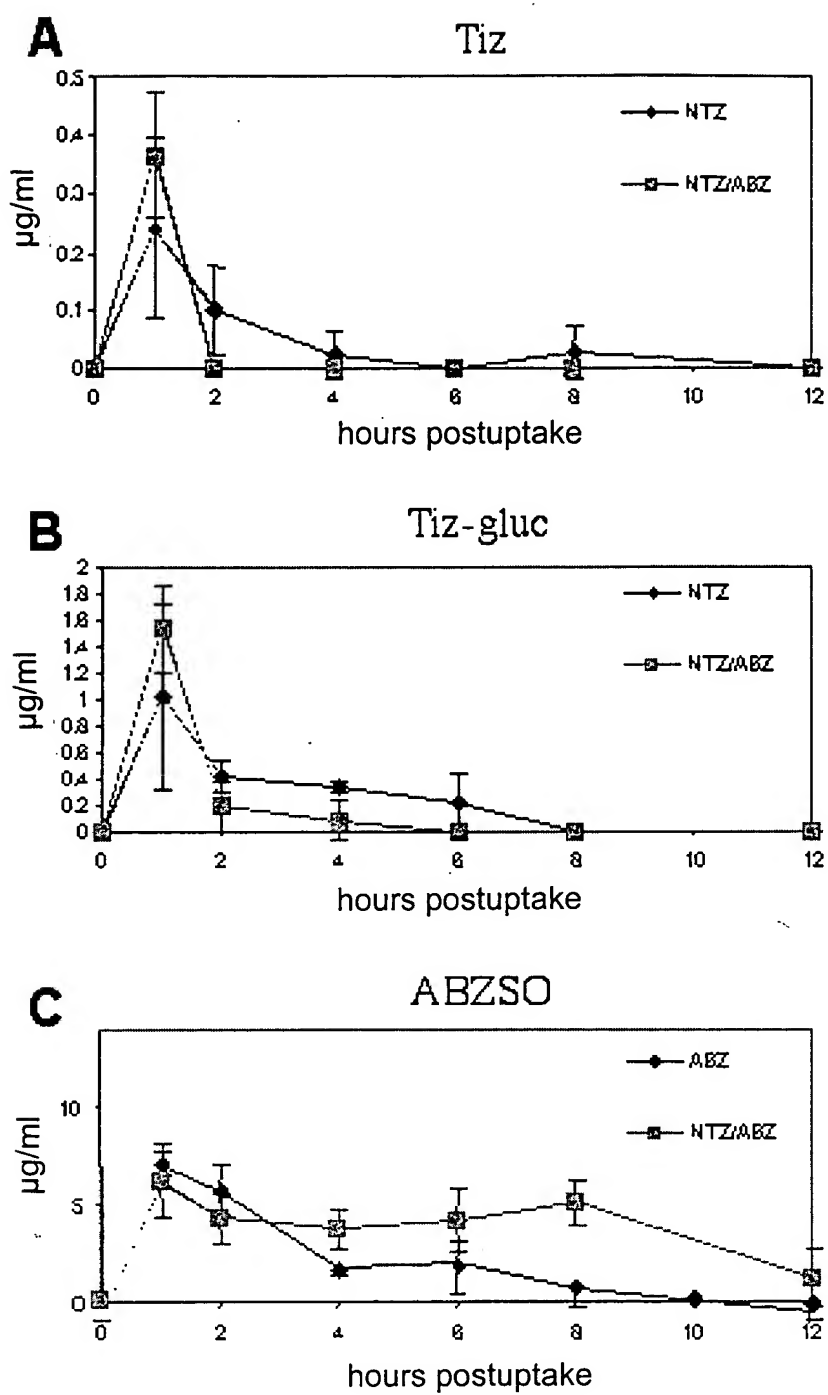 A
Tiz
0.5
0.4
0.3
0.2
0.1
0
µg/ml
NTZ
NTZ/ABZ
0 2 4 6 8 10 12
hours postuptake
B
Tiz-gluc
2
1.8
1.6
1.4
1.2
1
0.8
0.6
0.4
0.2
0
µg/ml
NTZ
NTZ/ABZ
0 2 4 6 8 10 12
hours postuptake
C
ABZSO
10
5
0
µg/ml
ABZ
NTZ/ABZ
0 2 4 6 8 10 12
hours postuptake